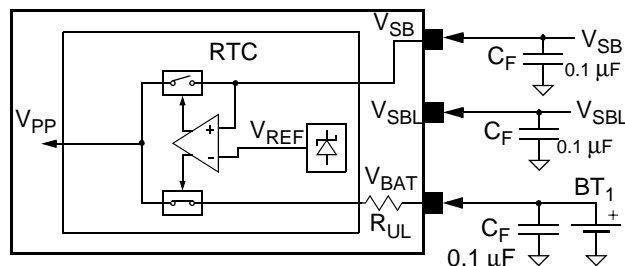 V_SB
V_SB
RTC
C_F 0.1 µF
+
V_PP
V_REF
-
V_SBL
V_SBL
C_F 0.1 µF
V_BAT
BT_1
+
R_UL
C_F
0.1 µF